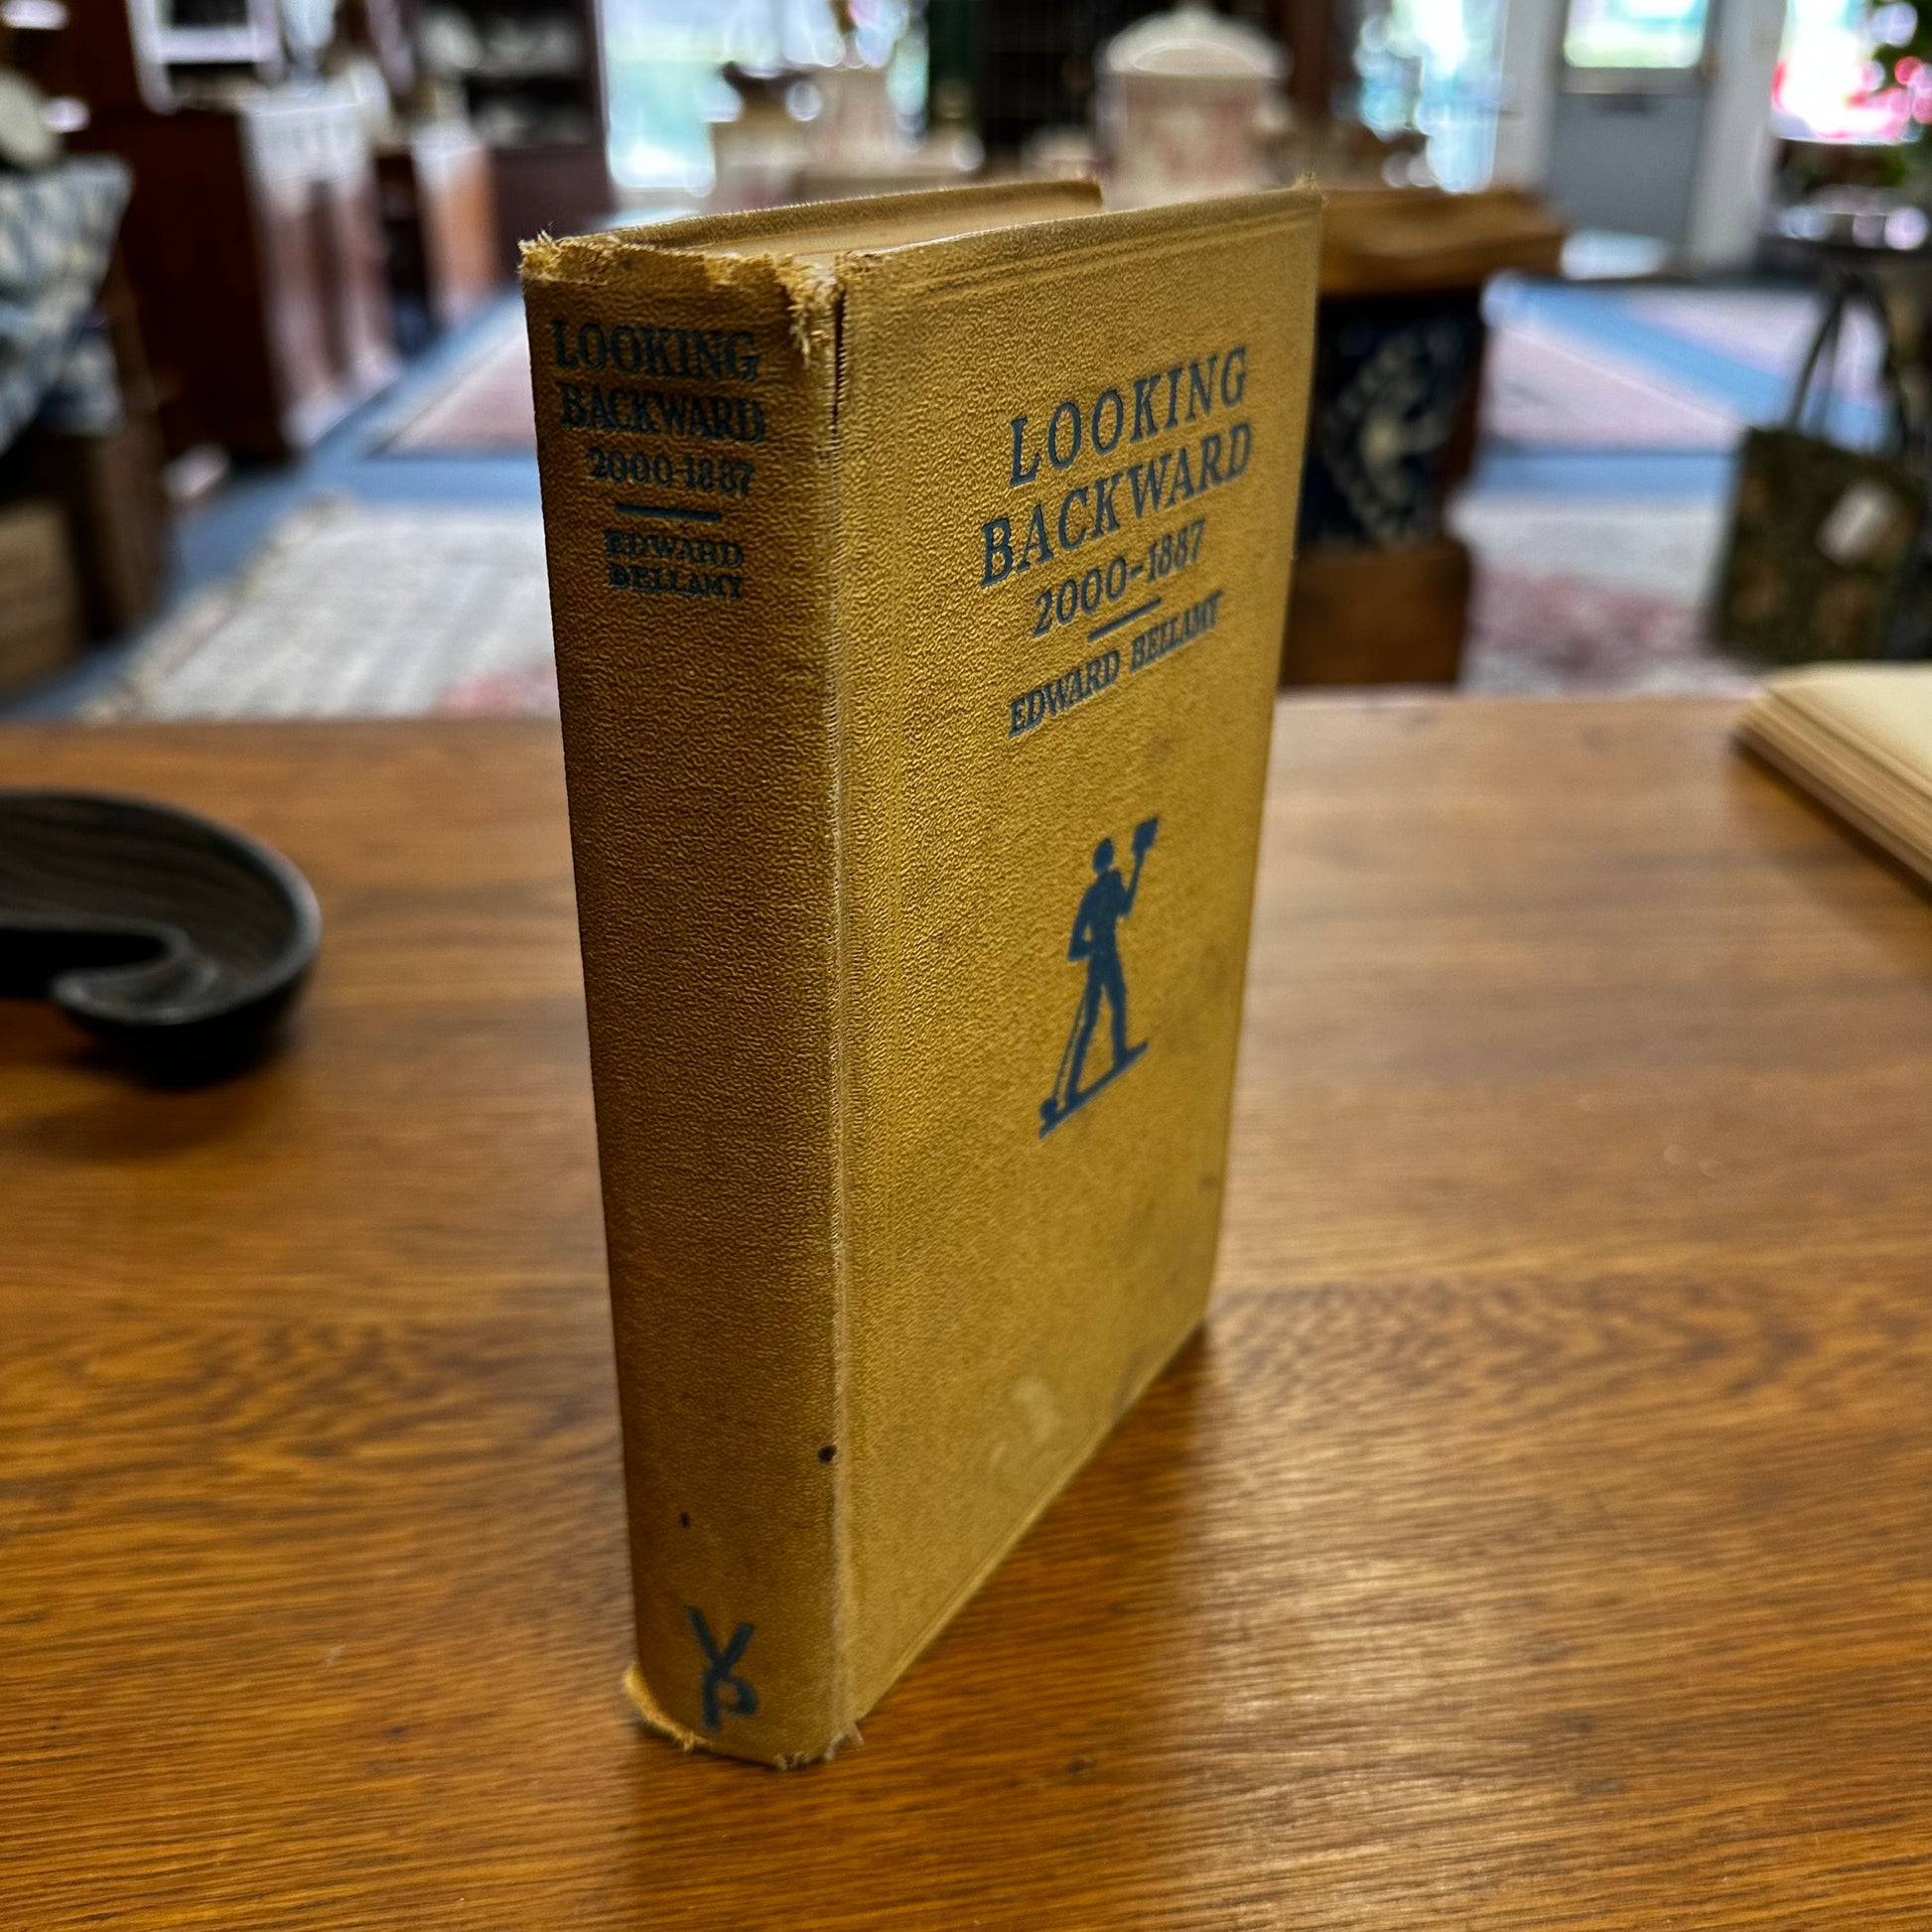 LOOKING
BACKWARD
2000-1887
EDWARD
BELLAMY
VP
LOOKING
BACKWARD
2000-1887
EDWARD BELLAMY